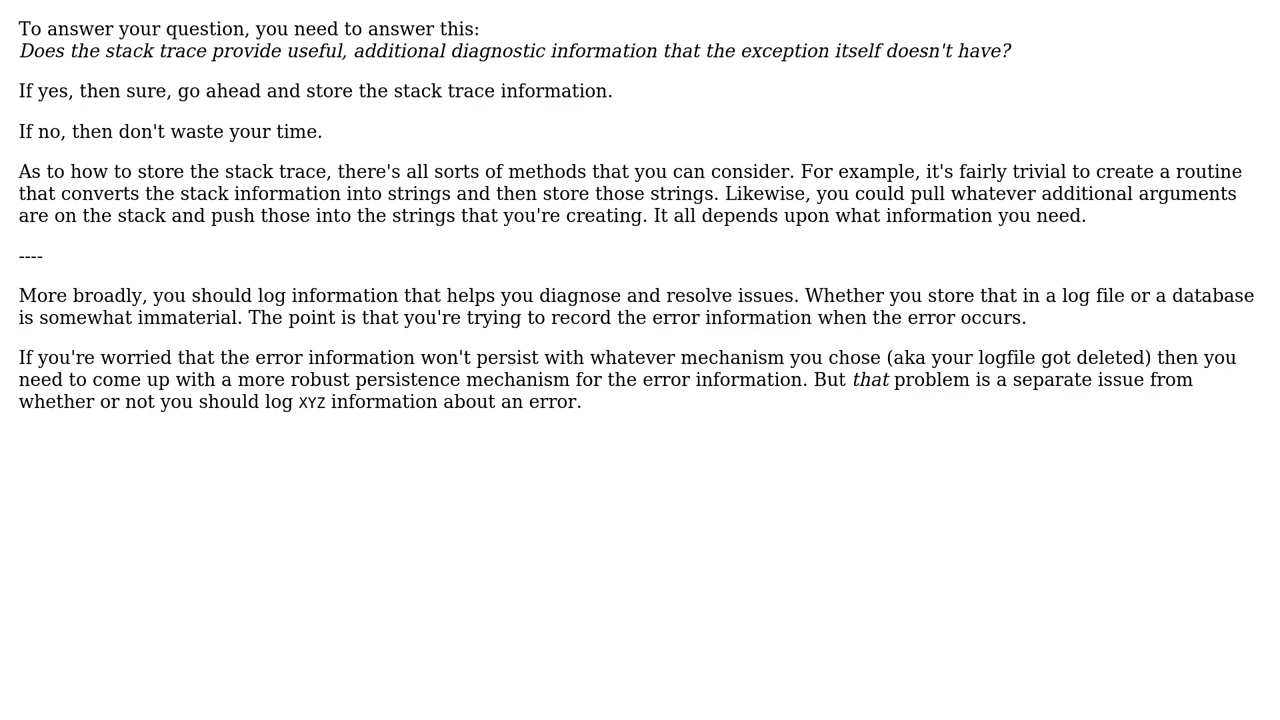 To answer your question, you need to answer this:
Does the stack trace provide useful, additional diagnostic information that the exception itself doesn't have?
If yes, then sure, go ahead and store the stack trace information.
If no, then don't waste your time.
As to how to store the stack trace, there's all sorts of methods that you can consider. For example, it's fairly trivial to create a routine
that converts the stack information into strings and then store those strings. Likewise, you could pull whatever additional arguments
are on the stack and push those into the strings that you're creating. It all depends upon what information you need.
----
More broadly, you should log information that helps you diagnose and resolve issues. Whether you store that in a log file or a database
is somewhat immaterial. The point is that you're trying to record the error information when the error occurs.
If you're worried that the error information won't persist with whatever mechanism you chose (aka your logfile got deleted) then you
need to come up with a more robust persistence mechanism for the error information. But that problem is a separate issue from
whether or not you should log XYZ information about an error.